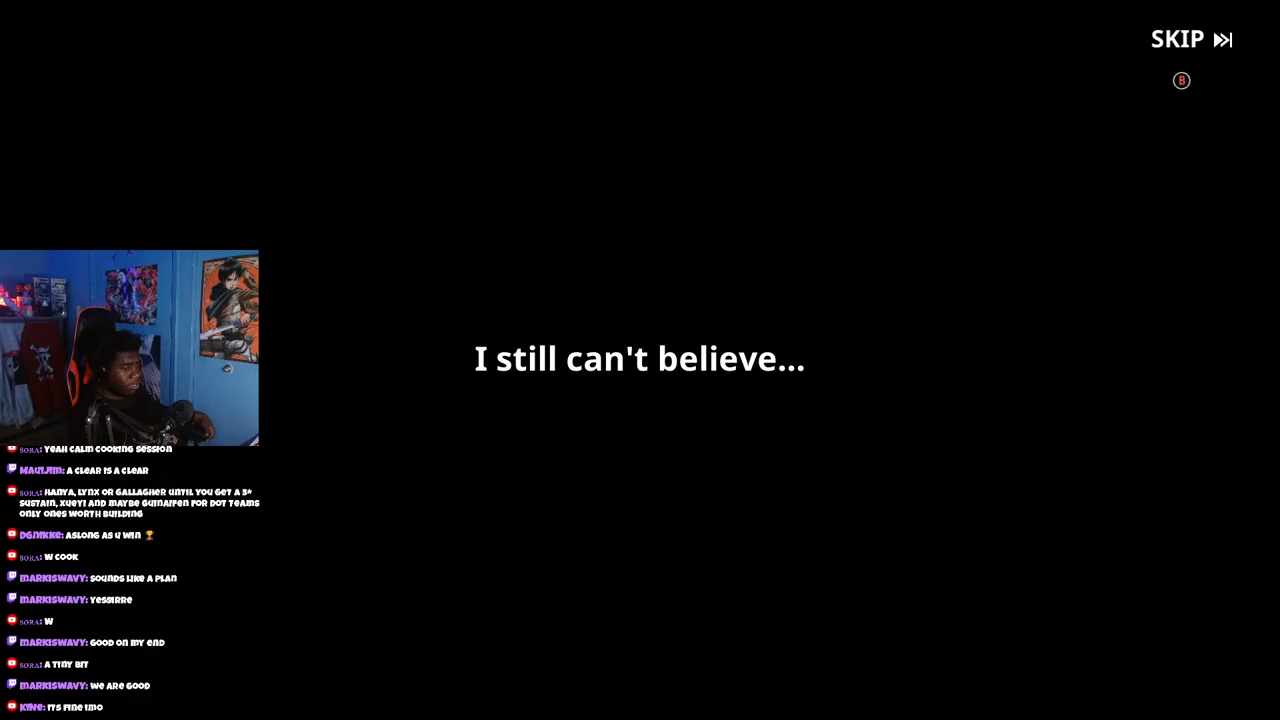 SKIP
B
I still can't believe...
SORA: YEAH CALM COOKING SESSION
MAUIJIM: A CLEAR IS A CLEAR
SORA: HANYA, LYNX OR GALLAGHER UNTIL YOU GET A 5*
SUSTAIN, XUEYI AND MAYBE GUINAIFEN FOR DOT TEAMS
ONLY ONES WORTH BUILDING
DGNIKKE: ASLONG AS U WIN 🏆
SORA: W COOK
MARKISWAVY: SOUNDS LIKE A PLAN
MARKISWAVY: YESSIRRE
SORA: W
MARKISWAVY: GOOD ON MY END
SORA: A TINY BIT
MARKISWAVY: WE ARE GOOD
KINE: ITS FINE IMO